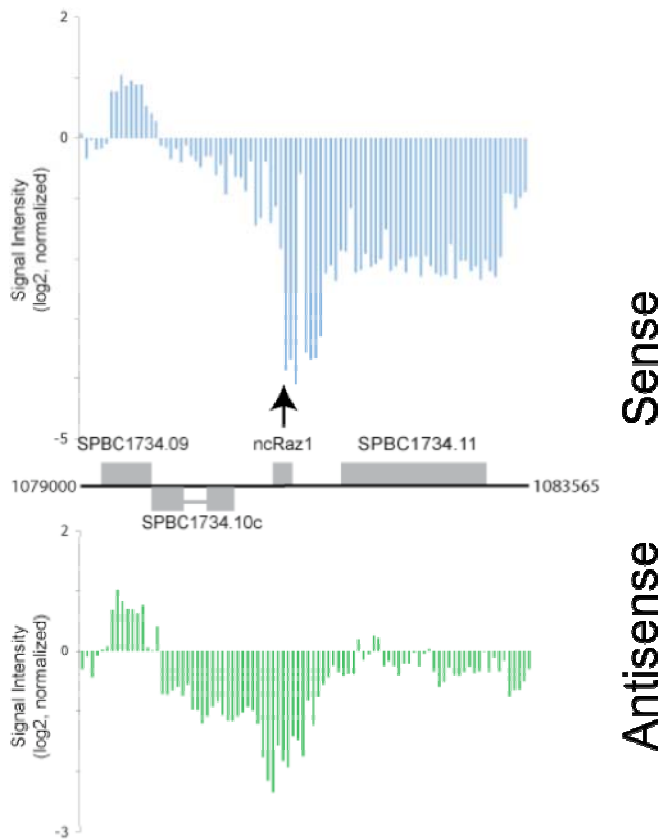 2
0
Signal Intensity
(log2, normalized)
-5
Sense
SPBC1734.09 ncRaz1 SPBC1734.11
1079000 1083565
SPBC1734.10c
2
0
Signal Intensity
(log2, normalized)
-3
Antisense